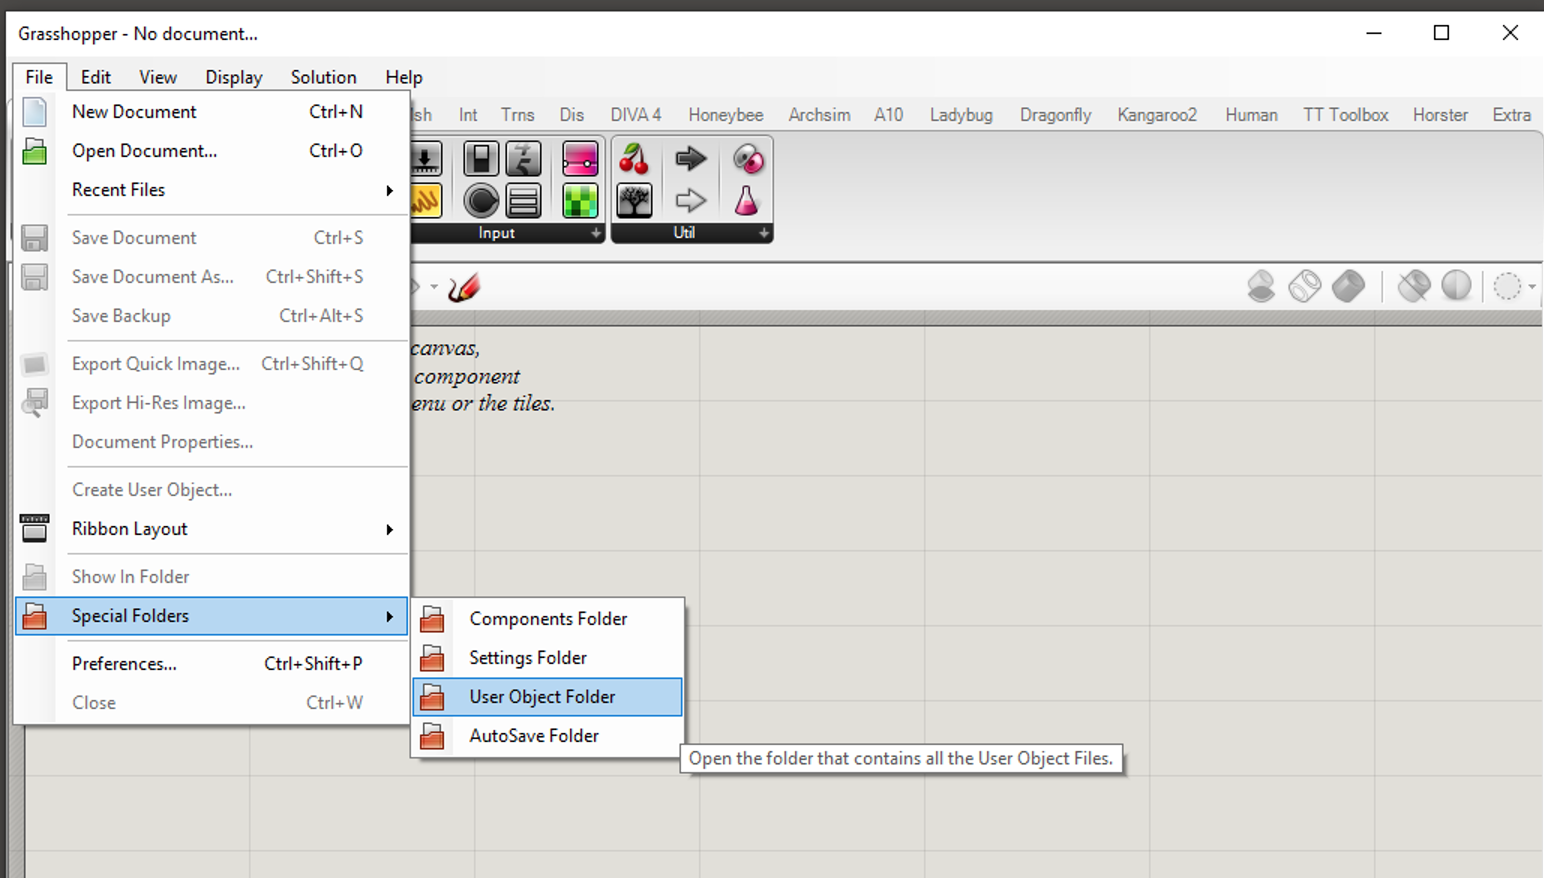 Grasshopper - No document...
File Edit View Display Solution Help
New Document Ctrl+N
Open Document... Ctrl+O
Recent Files
Save Document Ctrl+S
Save Document As... Ctrl+Shift+S
Save Backup Ctrl+Alt+S
Export Quick Image... Ctrl+Shift+Q
Export Hi-Res Image...
Document Properties...
Create User Object...
Ribbon Layout
Show In Folder
Special Folders
Preferences... Ctrl+Shift+P
Close Ctrl+W
Int Trns Dis DIVA 4 Honeybee Archsim A10 Ladybug Dragonfly Kangaroo2 Human TT Toolbox Horster Extra
Input Util
canvas,
component
enu or the tiles.
Components Folder
Settings Folder
User Object Folder
AutoSave Folder
Open the folder that contains all the User Object Files.